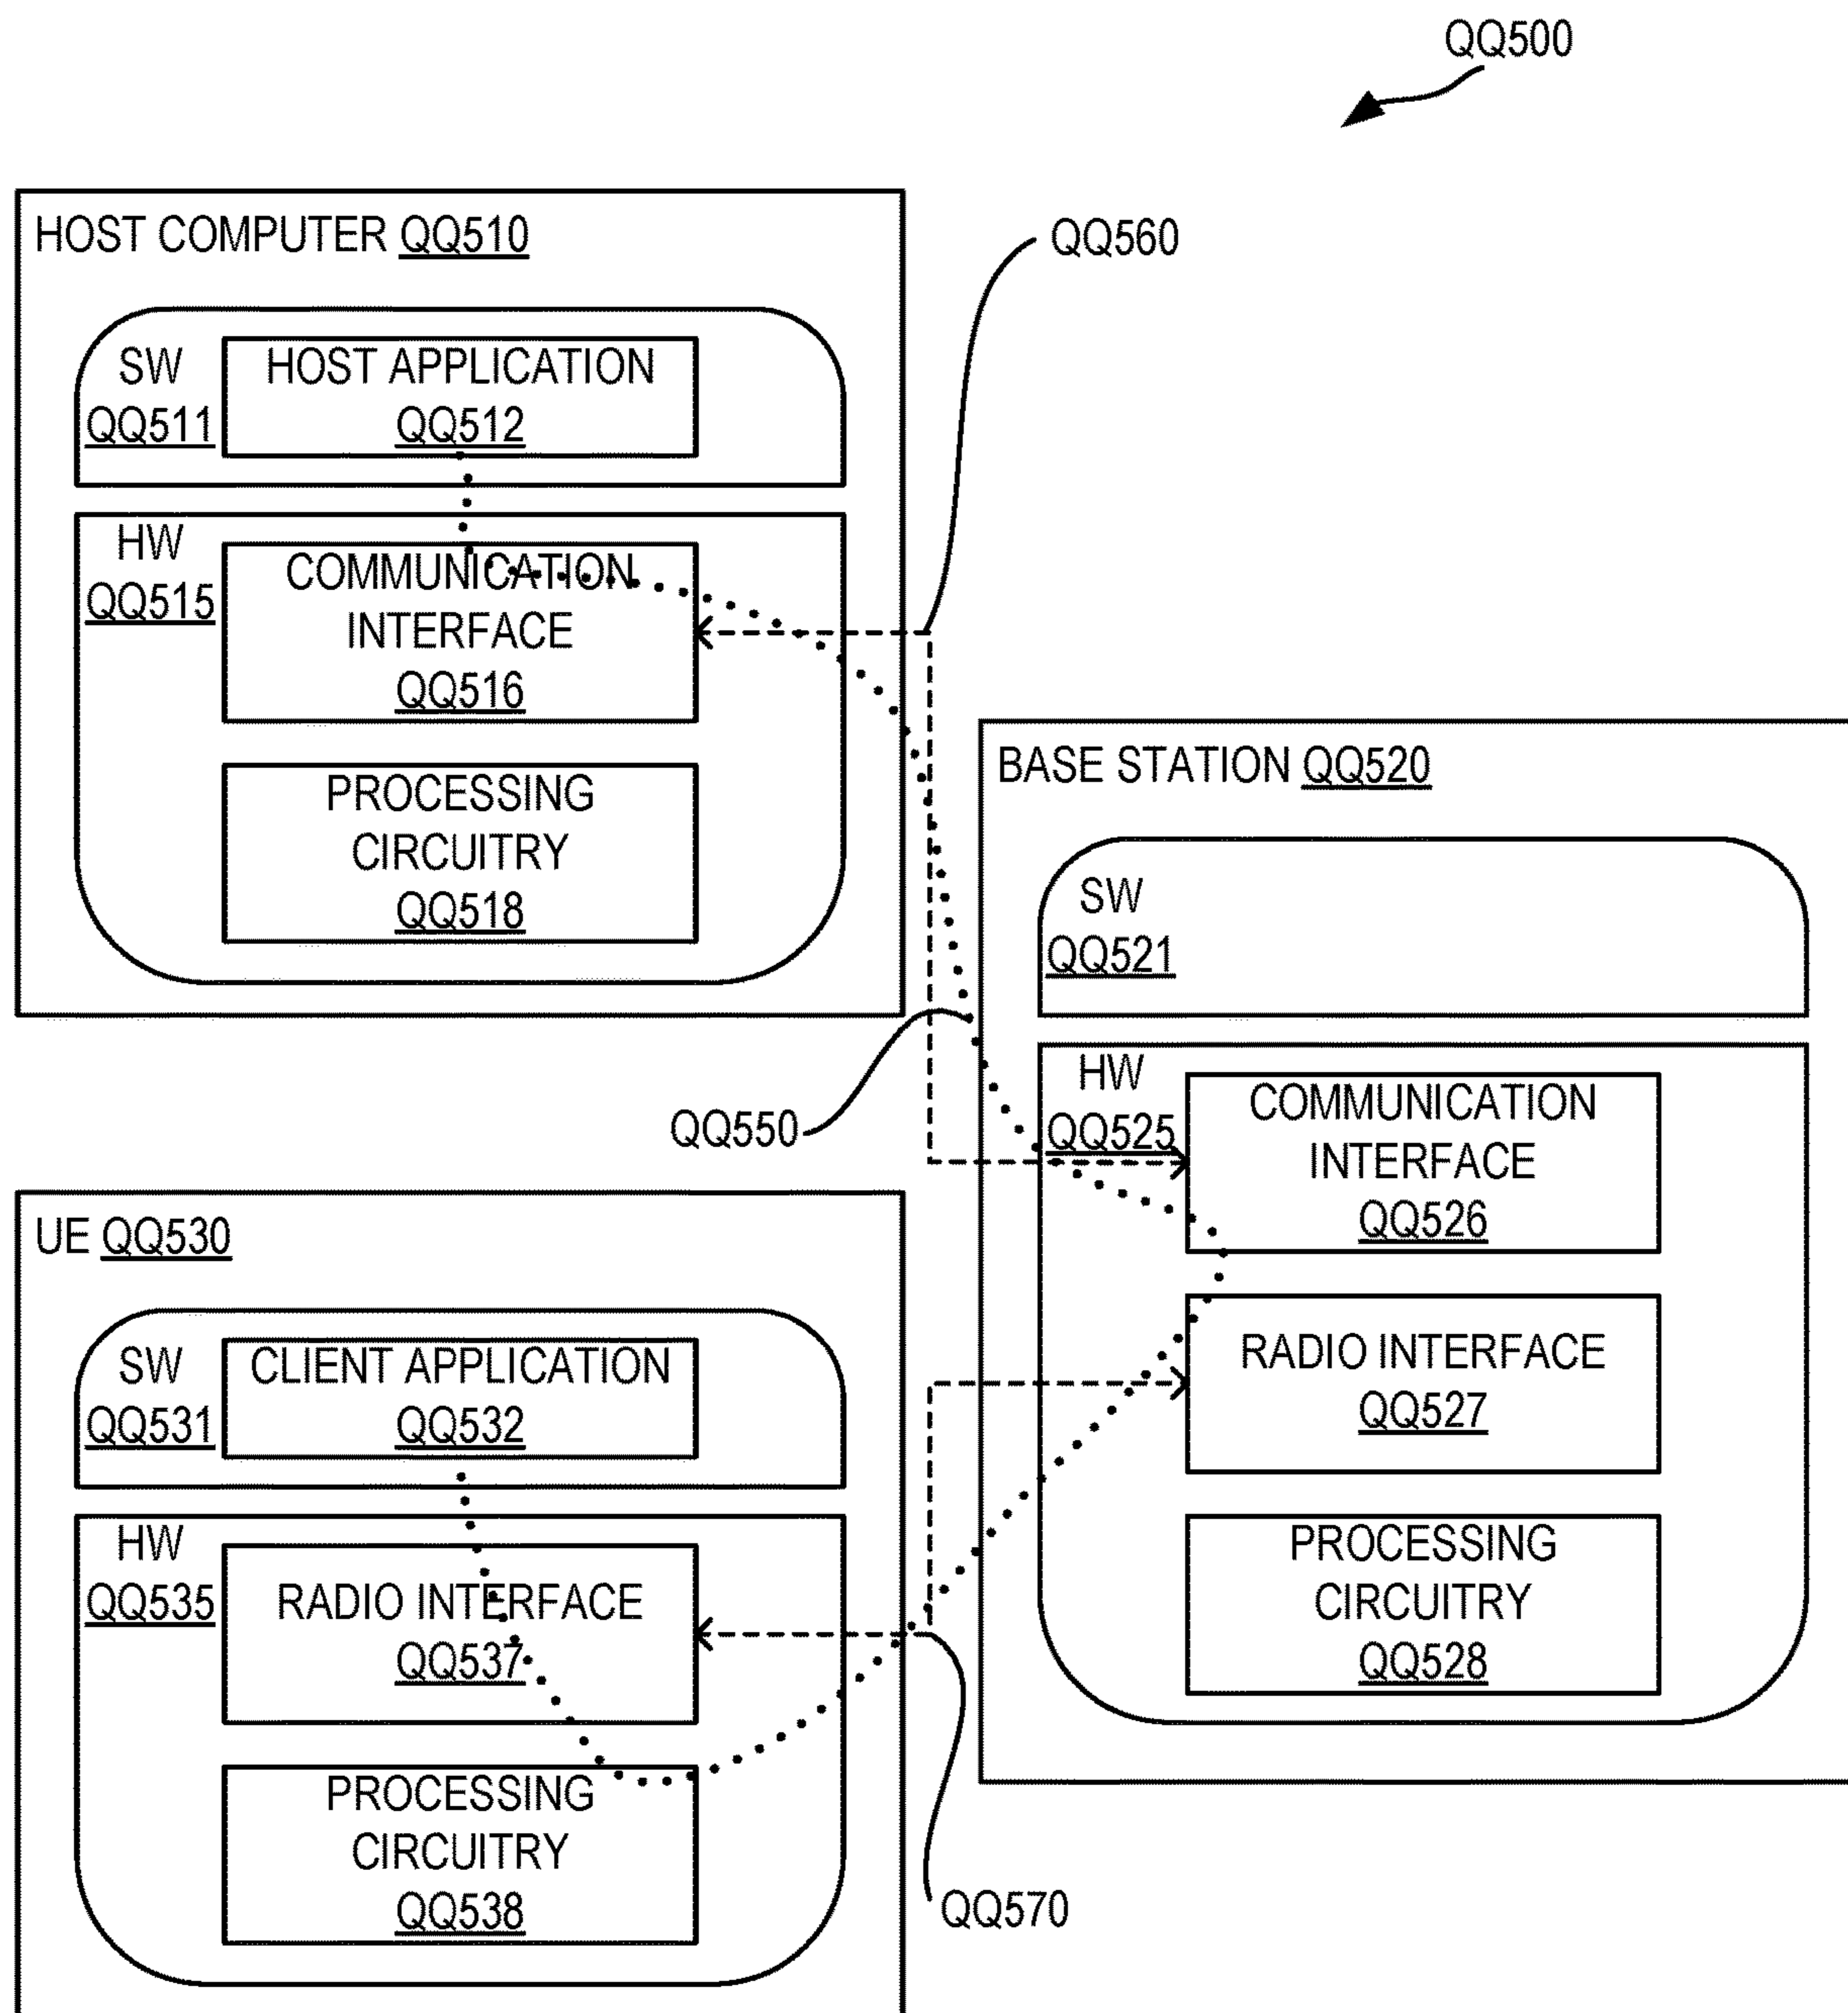 QQ500
HOST COMPUTER QQ510
QQ560
SW
QQ511
HOST APPLICATION
QQ512
HW
QQ515
COMMUNICATION
INTERFACE
QQ516
PROCESSING
CIRCUITRY
QQ518
BASE STATION QQ520
SW
QQ521
HW
QQ525
COMMUNICATION
INTERFACE
QQ526
RADIO INTERFACE
QQ527
PROCESSING
CIRCUITRY
QQ528
QQ550
UE QQ530
SW
QQ531
CLIENT APPLICATION
QQ532
HW
QQ535
RADIO INTERFACE
QQ537
PROCESSING
CIRCUITRY
QQ538
QQ570